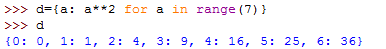 >>> d={a: a**2 for a in range(7)}
>>> d
{0: 0, 1: 1, 2: 4, 3: 9, 4: 16, 5: 25, 6: 36}